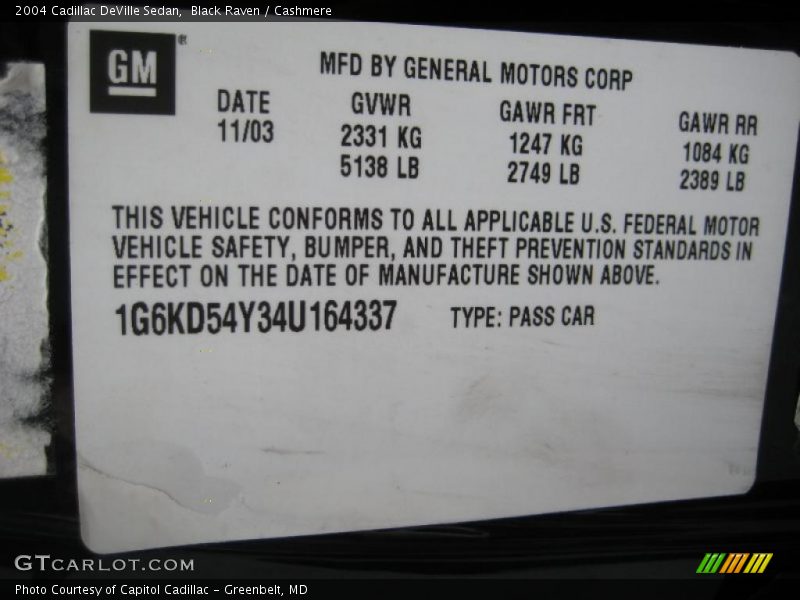 2004 Cadillac DeVille Sedan, Black Raven / Cashmere
GM®
MFD BY GENERAL MOTORS CORP
DATE GVWR GAWR FRT GAWR RR
11/03 2331 KG 1247 KG 1084 KG
5138 LB 2749 LB 2389 LB
THIS VEHICLE CONFORMS TO ALL APPLICABLE U.S. FEDERAL MOTOR
VEHICLE SAFETY, BUMPER, AND THEFT PREVENTION STANDARDS IN
EFFECT ON THE DATE OF MANUFACTURE SHOWN ABOVE.
1G6KD54Y34U164337 TYPE: PASS CAR
GTCARLOT.COM
Photo Courtesy of Capitol Cadillac - Greenbelt, MD